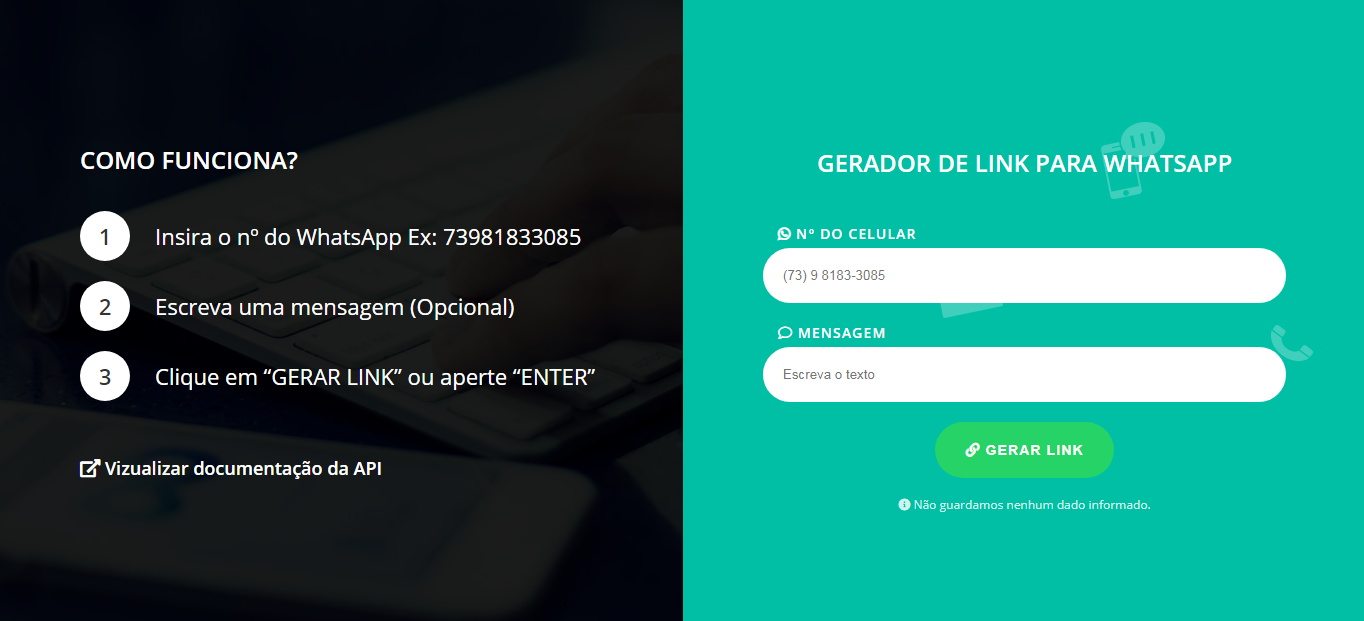 COMO FUNCIONA?
1 Insira o nº do WhatsApp Ex: 73981833085
2 Escreva uma mensagem (Opcional)
3 Clique em “GERAR LINK” ou aperte “ENTER”
Vizualizar documentação da API
GERADOR DE LINK PARA WHATSAPP
Nº DO CELULAR
(73) 9 8183-3085
MENSAGEM
Escreva o texto
GERAR LINK
Não guardamos nenhum dado informado.